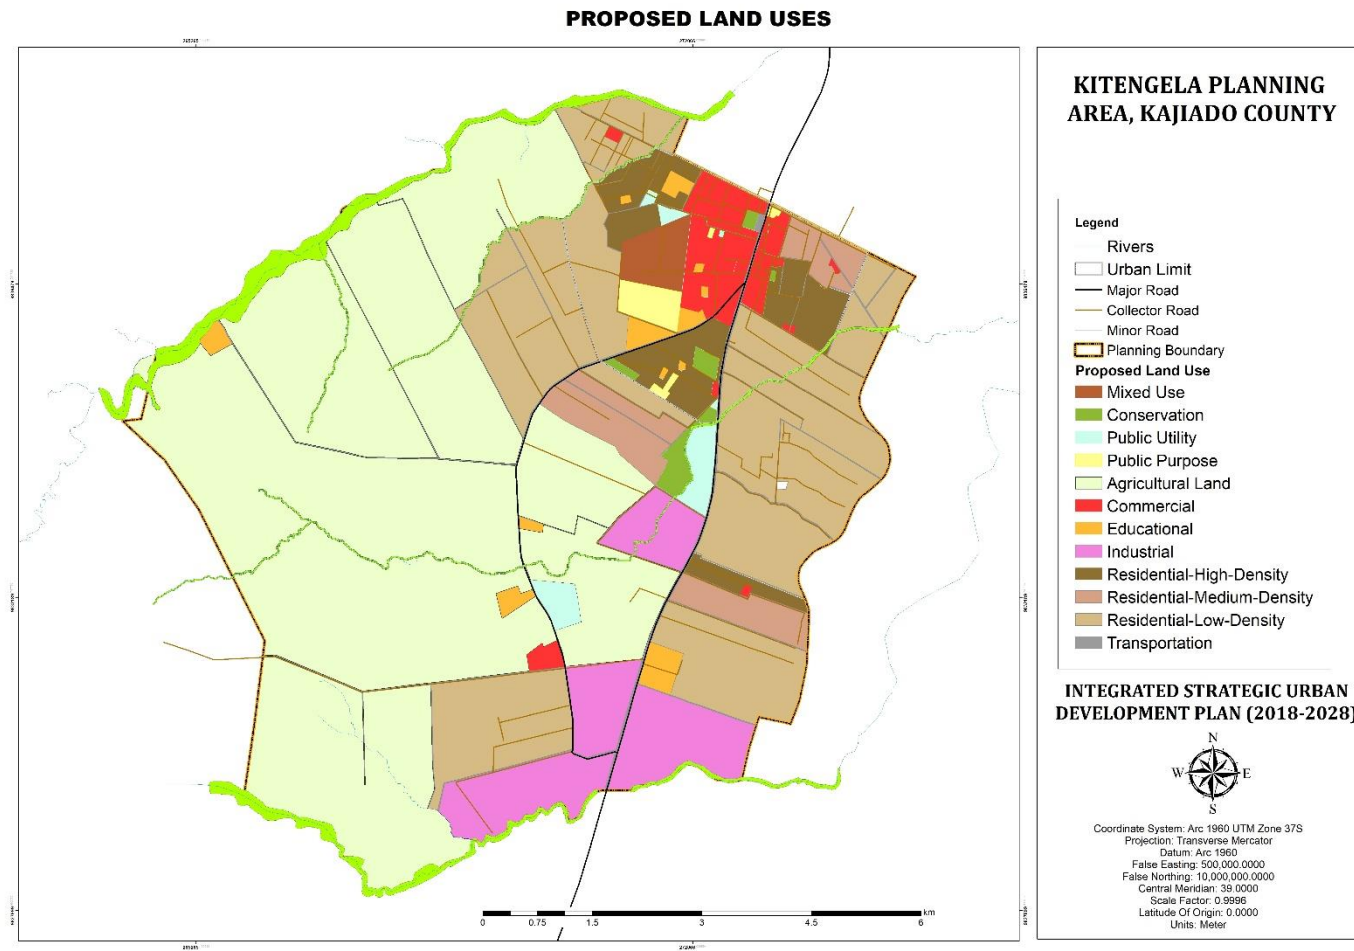 PROPOSED LAND USES
KITENGELA PLANNING
AREA, KAJIADO COUNTY
Legend
Rivers
Urban Limit
Major Road
Collector Road
Minor Road
Planning Boundary
Proposed Land Use
Mixed Use
Conservation
Public Utility
Public Purpose
Agricultural Land
Commercial
Educational
Industrial
Residential-High-Density
Residential-Medium-Density
Residential-Low-Density
Transportation
INTEGRATED STRATEGIC URBAN
DEVELOPMENT PLAN (2018-2028)
N
W E
S
Coordinate System: Arc 1960 UTM Zone 37S
Projection: Transverse Mercator
Datum: Arc 1960
False Easting: 500,000.0000
False Northing: 10,000,000.0000
Central Meridian: 39.0000
Scale Factor: 0.9996
Latitude Of Origin: 0.0000
Units: Meter
km
0 0.75 1.5 3 4.5 6